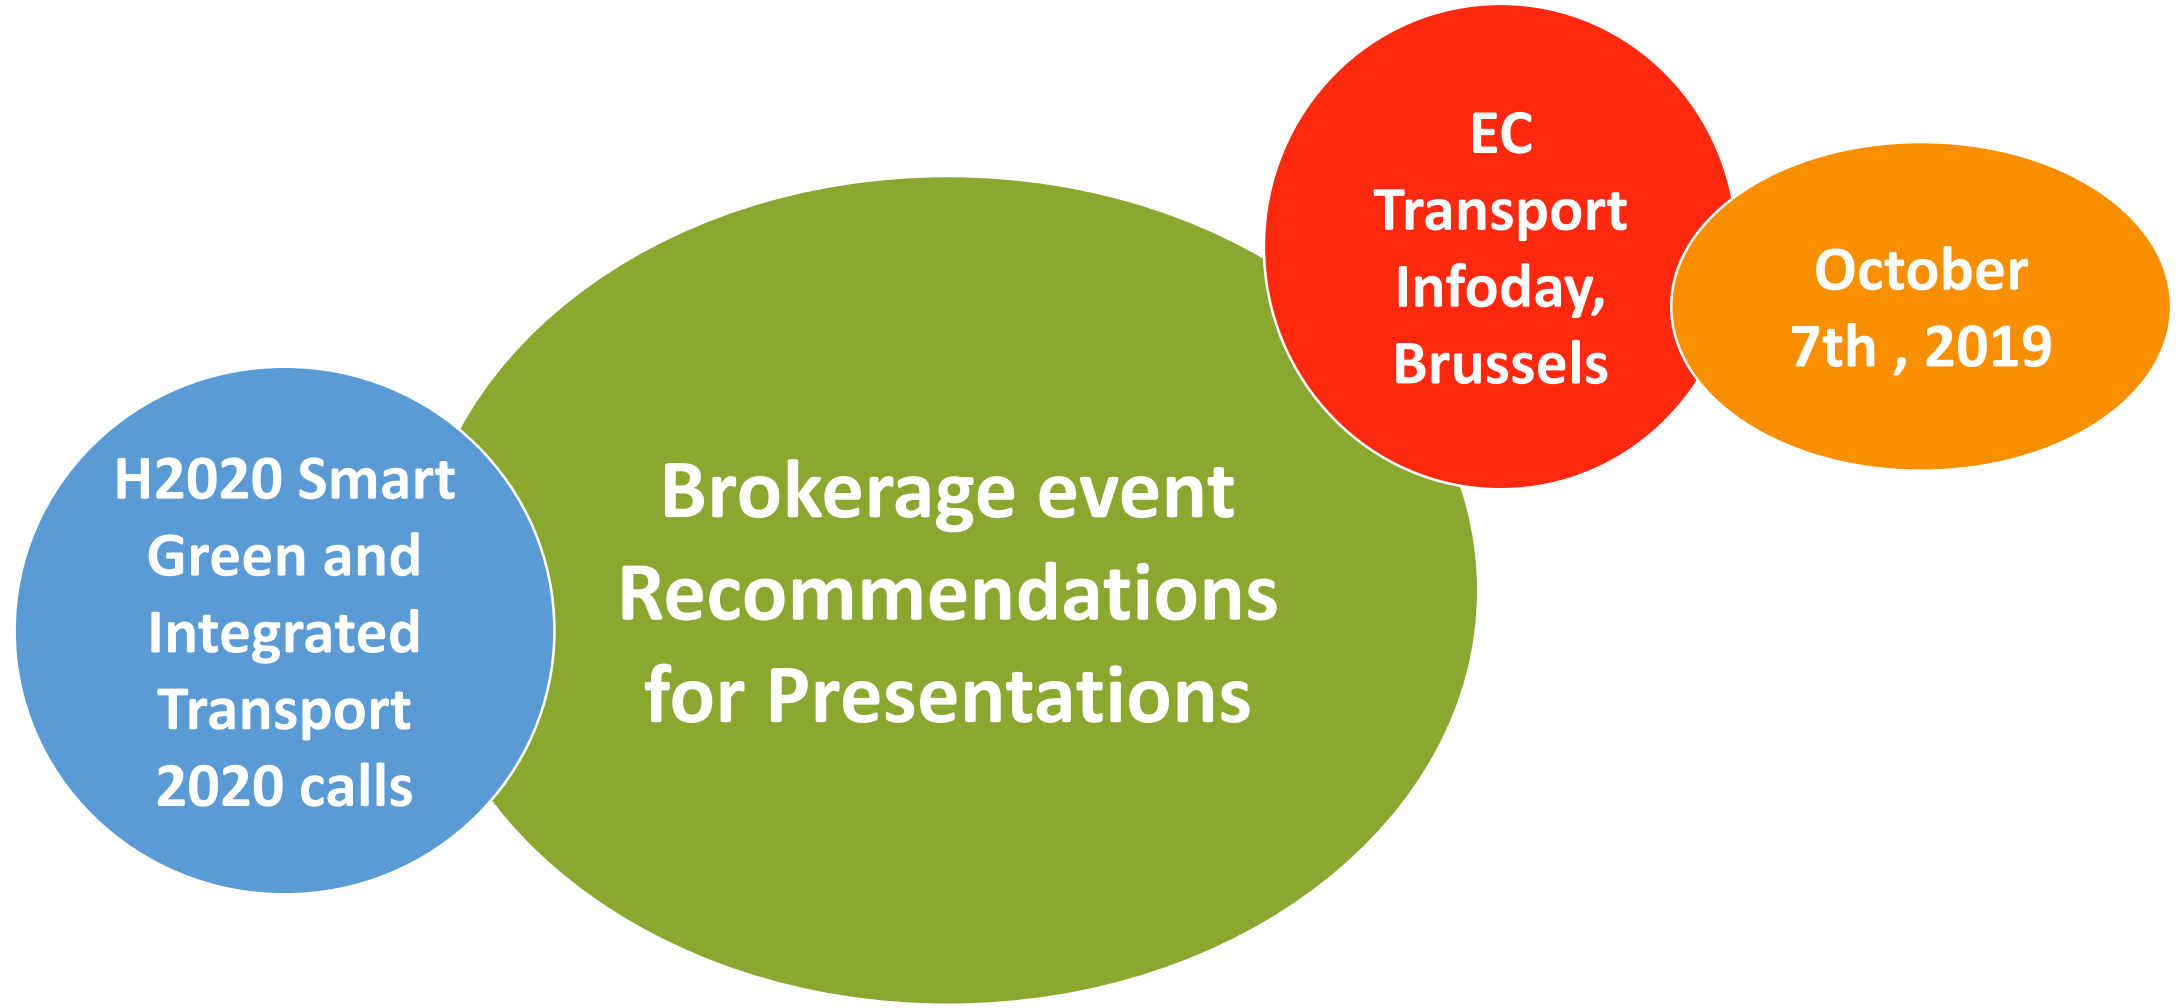 H2020 Smart
Green and
Integrated
Transport
2020 calls
Brokerage event
Recommendations
for Presentations
EC
Transport
Infoday,
Brussels
October
7th , 2019